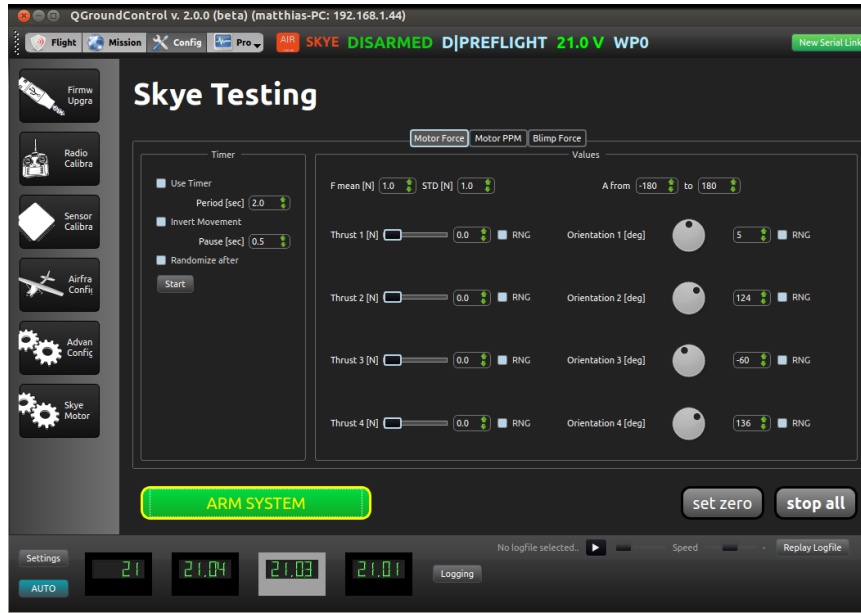 QGroundControl v. 2.0.0 (beta) (matthias-PC: 192.168.1.44)
Flight Mission Config Pro AIR SKYE DISARMED D|PREFLIGHT 21.0 V WP0 New Serial Link
Firmw
Upgra
Radio
Calibra
Sensor
Calibra
Airfra
Config
Advan
Config
Skye
Motor
Skye Testing
Motor Force Motor PPM Blimp Force
Timer
Use Timer
Period [sec] 2.0
Invert Movement
Pause [sec] 0.5
Randomize after
Start
Values
F mean [N] 1.0 STD [N] 1.0 A from -180 to 180
Thrust 1 [N] 0.0 RNG Orientation 1 [deg] 5 RNG
Thrust 2 [N] 0.0 RNG Orientation 2 [deg] 124 RNG
Thrust 3 [N] 0.0 RNG Orientation 3 [deg] -60 RNG
Thrust 4 [N] 0.0 RNG Orientation 4 [deg] 136 RNG
ARM SYSTEM set zero stop all
No logfile selected.. Speed - Replay Logfile
Settings
AUTO
21 21.04 21.03 21.01 Logging